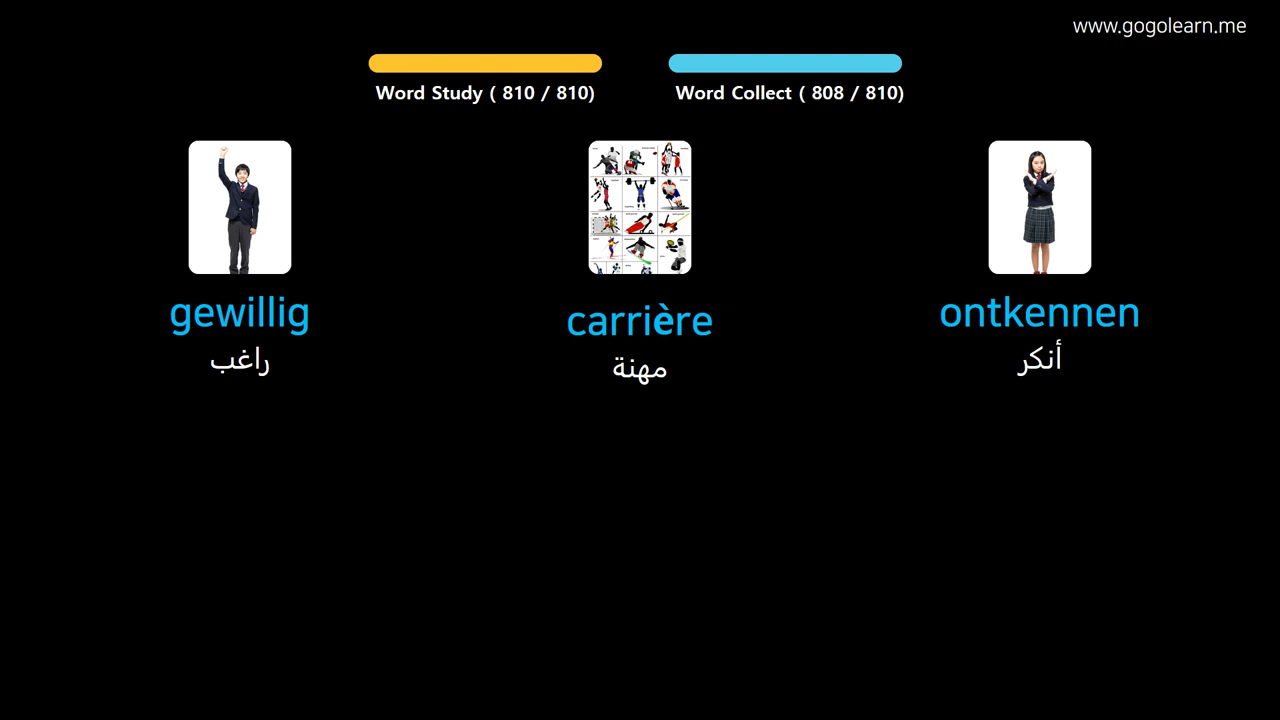 www.gogolearn.me
Word Study ( 810 / 810)
Word Collect ( 808 / 810)
gewillig
راغب
carrière
مهنة
ontkennen
أنكر